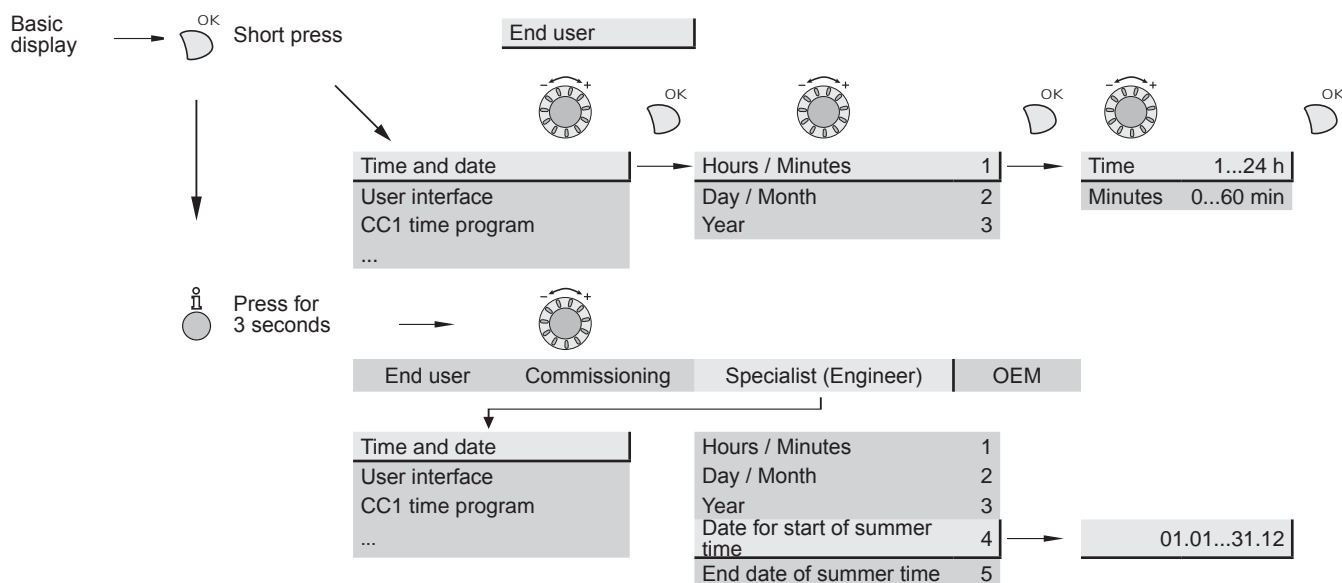 Basic
display
OK
Short press
End user
- +
OK
- +
OK
- +
OK
Time and date
User interface
CC1 time program
...
Hours / Minutes 1
Day / Month 2
Year 3
Time 1...24 h
Minutes 0...60 min
i
Press for
3 seconds
- +
End user Commissioning Specialist (Engineer) OEM
Time and date
User interface
CC1 time program
...
Hours / Minutes 1
Day / Month 2
Year 3
Date for start of summer
time 4
End date of summer time 5
01.01...31.12